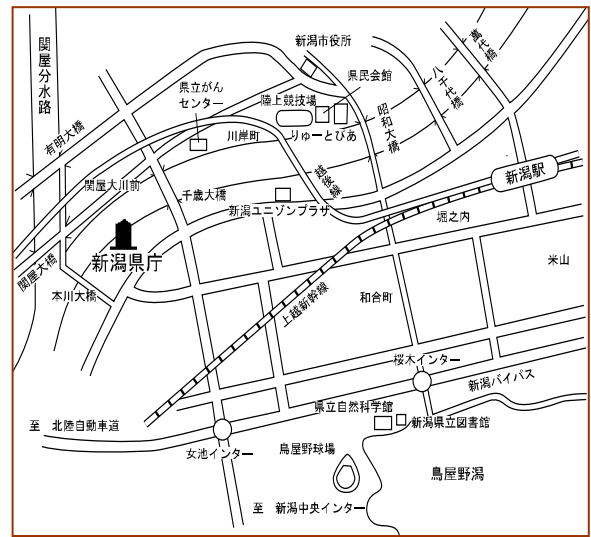 新潟市役所
萬代橋
関屋分水路
八千代橋
県民会館
県立がん
センター
陸上競技場
昭和大橋
有明大橋
川岸町
りゅーとぴあ
越後線
新潟駅
関屋大川前
千歳大橋
新潟ユニゾンプラザ
堀之内
新潟県庁
関屋大橋
米山
本川大橋
上越新幹線
和合町
桜木インター
新潟バイパス
県立自然科学館
新潟県立図書館
至 北陸自動車道
女池インター
鳥屋野球場
鳥屋野潟
至 新潟中央インター